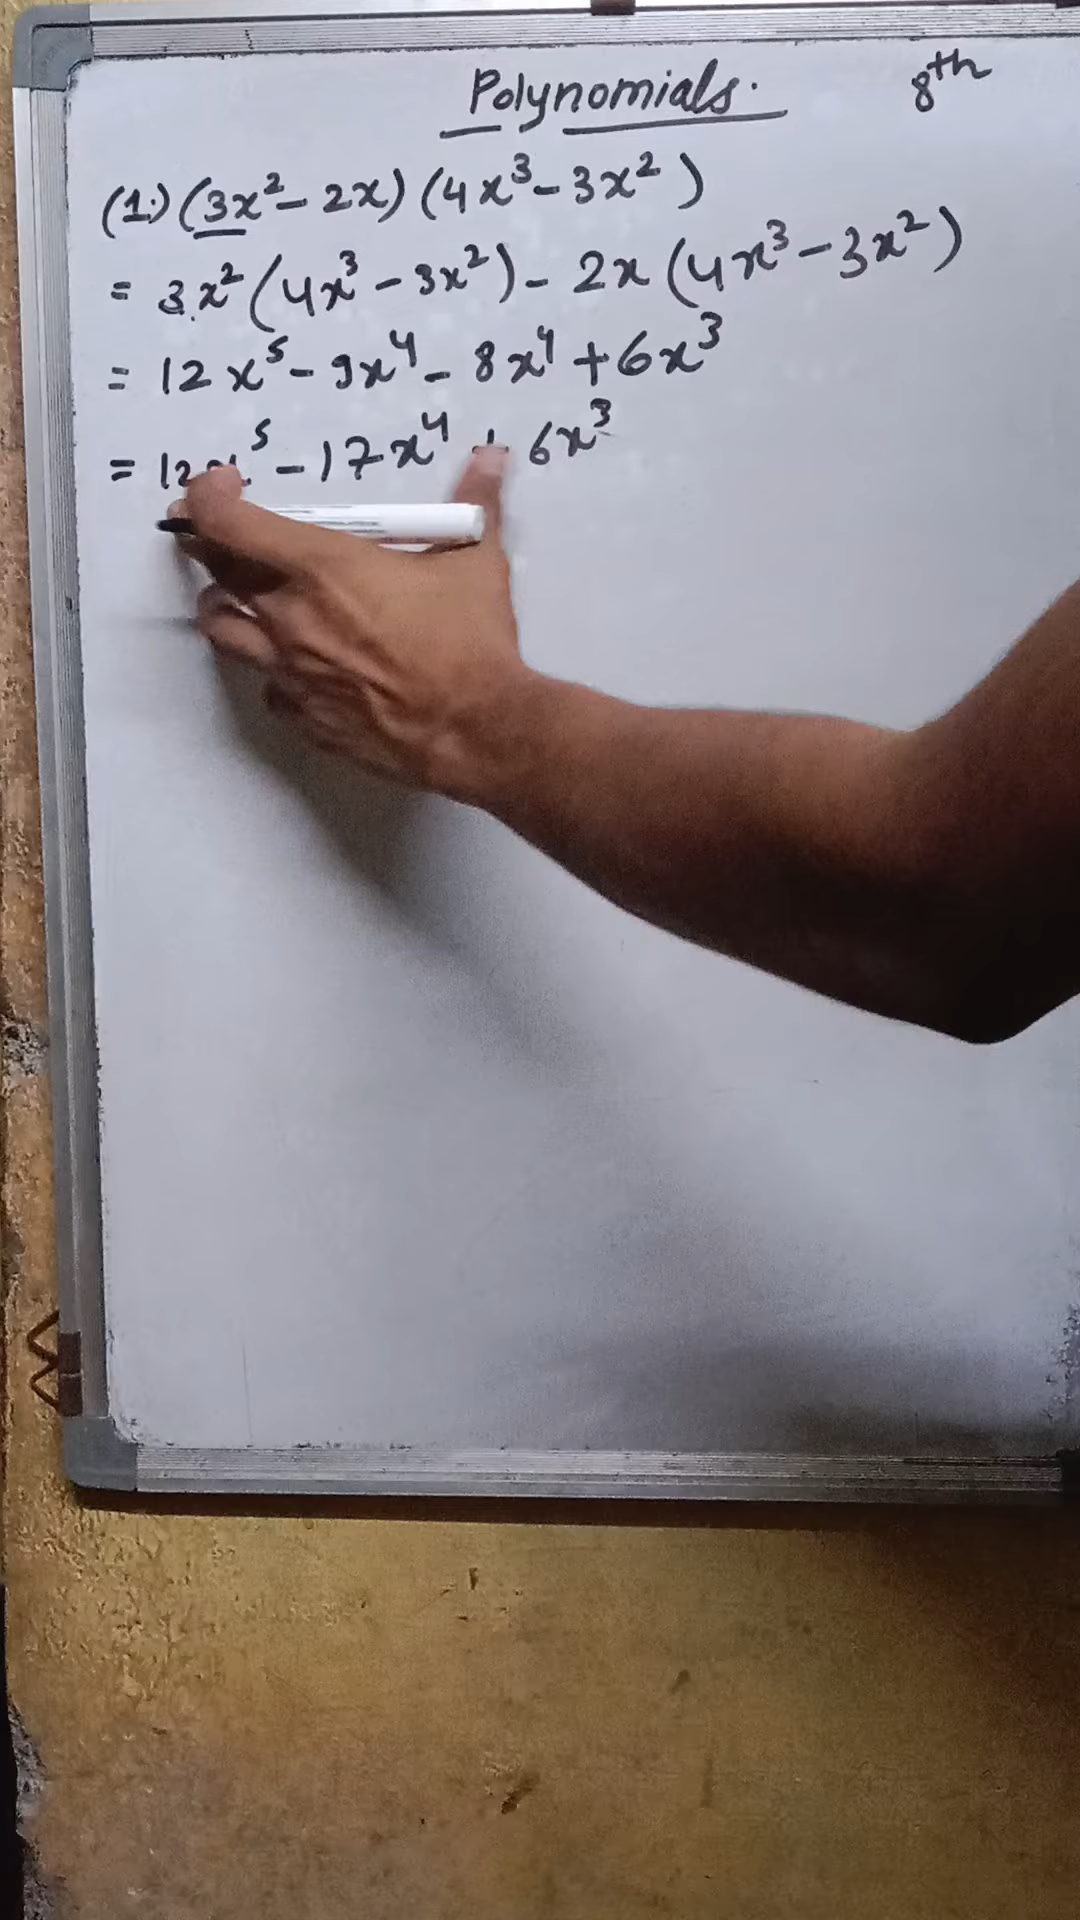 Polynomials. 8th
(1.) (3x² - 2x) (4x³ - 3x²)
= 3x² (4x³ - 3x²) - 2x (4x³ - 3x²)
= 12x⁵ - 9x⁴ - 8x⁴ + 6x³
= 12x⁵ - 17x⁴ + 6x³